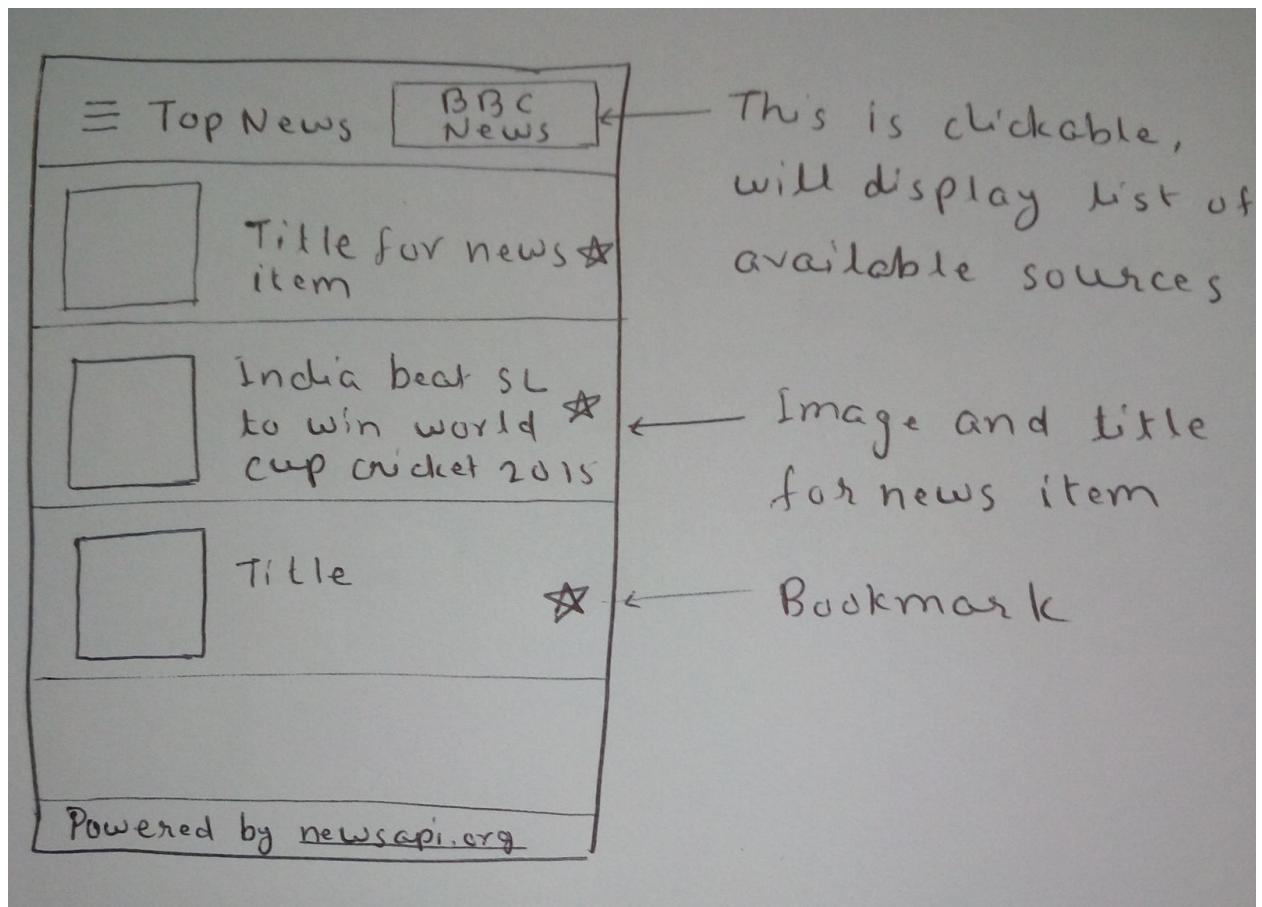 Top News
BBC
News
This is clickable,
will display list of
available sources
Title for news
item
India beat SL
to win world
cup cricket 2015
Image and title
for news item
Title
Bookmark
Powered by newsapi.org